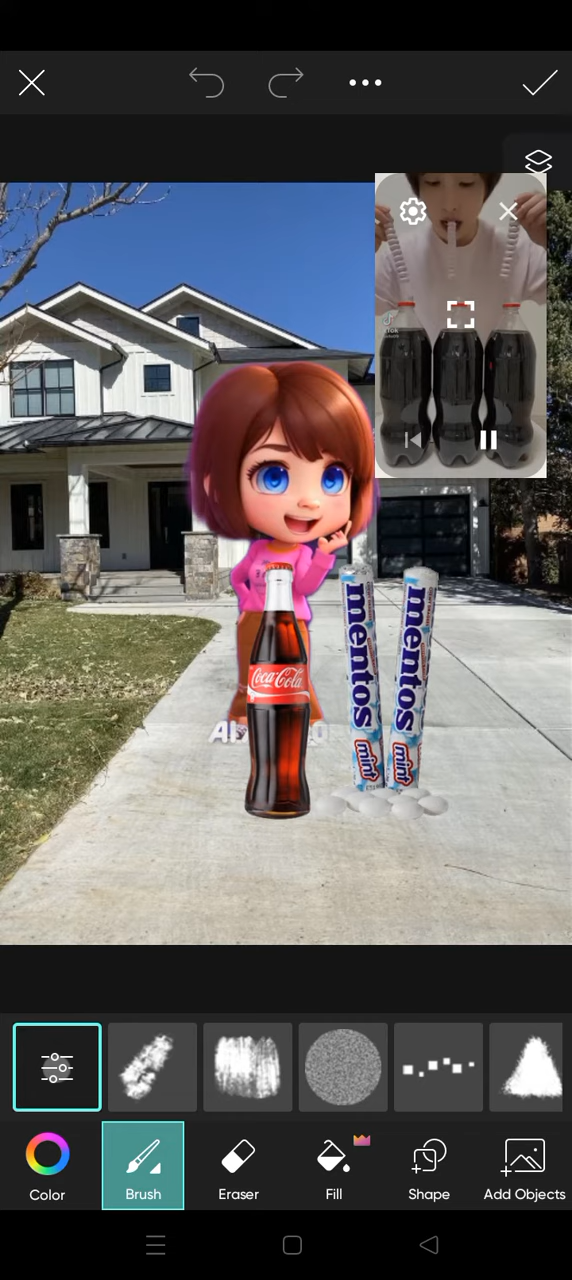 Coca-Cola
mentos
mentos
mint
mint
Color
Brush
Eraser
Fill
Shape
Add Objects